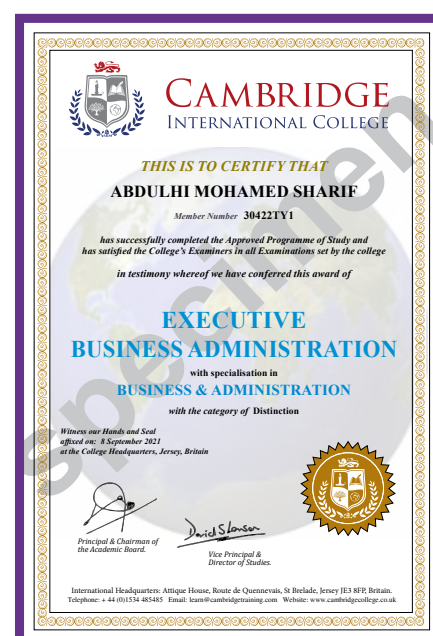 CAMBRIDGE
INTERNATIONAL COLLEGE
THIS IS TO CERTIFY THAT
ABDULHI MOHAMED SHARIF
Member Number 30422TY1
has successfully completed the Approved Programme of Study and
has satisfied the College's Examiners in all Examinations set by the college
in testimony whereof we have conferred this award of
EXECUTIVE
BUSINESS ADMINISTRATION
with specialisation in
BUSINESS & ADMINISTRATION
with the category of Distinction
Witness our Hands and Seal
affixed on: 8 September 2021
at the College Headquarters, Jersey, Britain
specimen
Principal & Chairman of
the Academic Board.
Vice Principal &
Director of Studies.
International Headquarters: Attique House, Route de Quennevais, St Brelade, Jersey JE3 8FP, Britain.
Telephone: + 44 (0)1534 485485 Email: learn@cambridgetraining.com Website: www.cambridgecollege.co.uk